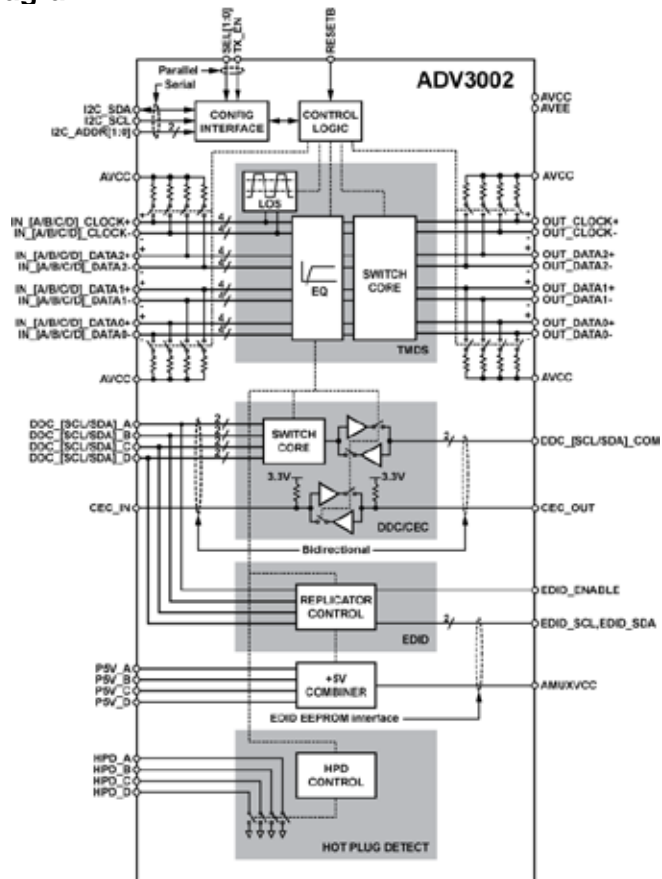 SEL[1:0]
TX_EN
RESETB
Parallel
Serial
ADV3002
AVCC
AVEE
I2C_SDA
I2C_SCL
I2C_ADDR[1:0]
2
CONFIG
INTERFACE
CONTROL
LOGIC
AVCC
AVCC
LOS
IN_[A/B/C/D]_CLOCK+
IN_[A/B/C/D]_CLOCK-
IN_[A/B/C/D]_DATA2+
IN_[A/B/C/D]_DATA2-
IN_[A/B/C/D]_DATA1+
IN_[A/B/C/D]_DATA1-
IN_[A/B/C/D]_DATA0+
IN_[A/B/C/D]_DATA0-
EQ
SWITCH
CORE
OUT_CLOCK+
OUT_CLOCK-
OUT_DATA2+
OUT_DATA2-
OUT_DATA1+
OUT_DATA1-
OUT_DATA0+
OUT_DATA0-
TMDS
AVCC
AVCC
DDC_[SCL/SDA]_A
DDC_[SCL/SDA]_B
DDC_[SCL/SDA]_C
DDC_[SCL/SDA]_D
SWITCH
CORE
2
DDC_[SCL/SDA]_COM
3.3V
3.3V
CEC_IN
CEC_OUT
DDC/CEC
Bidirectional
REPLICATOR
CONTROL
EDID_ENABLE
2
EDID_SCL,EDID_SDA
EDID
P5V_A
P5V_B
P5V_C
P5V_D
+5V
COMBINER
AMUXVCC
EDID EEPROM interface
HPD_A
HPD_B
HPD_C
HPD_D
HPD
CONTROL
HOT PLUG DETECT